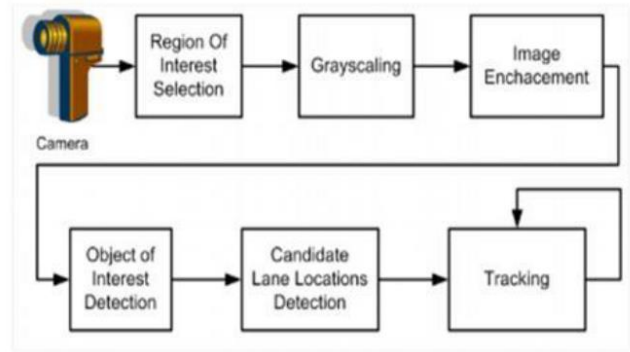 Region Of
Interest
Selection
Grayscaling
Image
Enchacement
Camera
Object of
Interest
Detection
Candidate
Lane Locations
Detection
Tracking